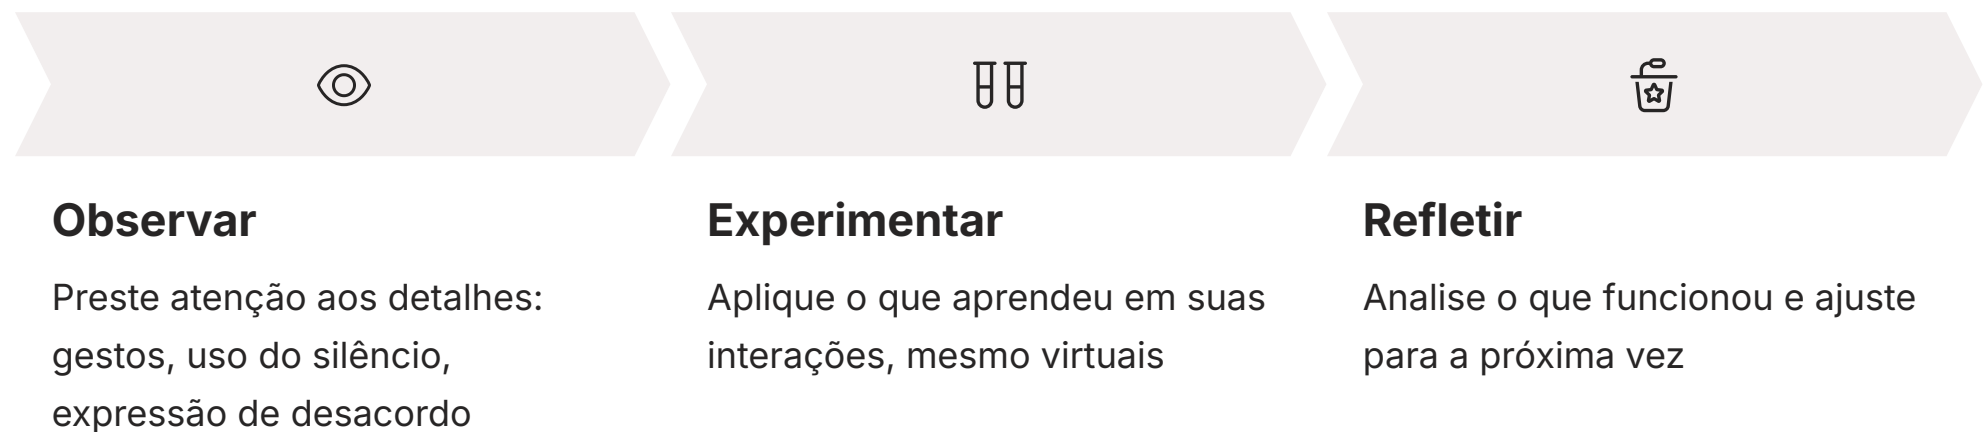 Observar
Preste atenção aos detalhes:
gestos, uso do silêncio,
expressão de desacordo
Experimentar
Aplique o que aprendeu em suas
interações, mesmo virtuais
Refletir
Analise o que funcionou e ajuste
para a próxima vez